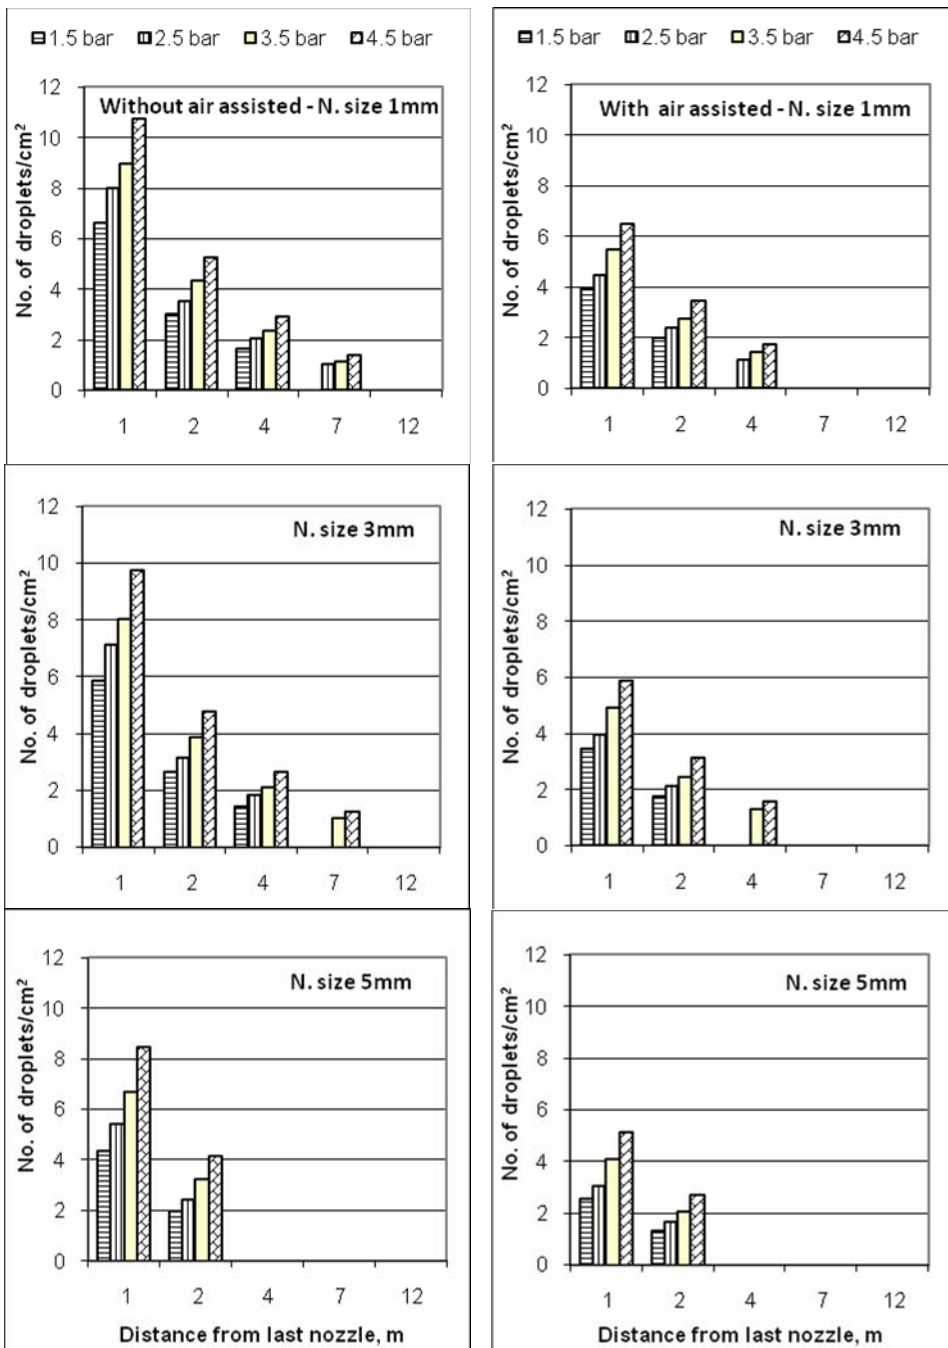 1.5 bar 2.5 bar 3.5 bar 4.5 bar
Without air assisted - N. size 1mm
No. of droplets/cm²
12
10
8
6
4
2
0
1 2 4 7 12
1.5 bar 2.5 bar 3.5 bar 4.5 bar
With air assisted - N. size 1mm
No. of droplets/cm²
12
10
8
6
4
2
0
1 2 4 7 12
N. size 3mm
No. of droplets/cm²
12
10
8
6
4
2
0
1 2 4 7 12
N. size 3mm
No. of droplets/cm²
12
10
8
6
4
2
0
1 2 4 7 12
N. size 5mm
No. of droplets/cm²
12
10
8
6
4
2
0
1 2 4 7 12
Distance from last nozzle, m
N. size 5mm
No. of droplets/cm²
12
10
8
6
4
2
0
1 2 4 7 12
Distance from last nozzle, m